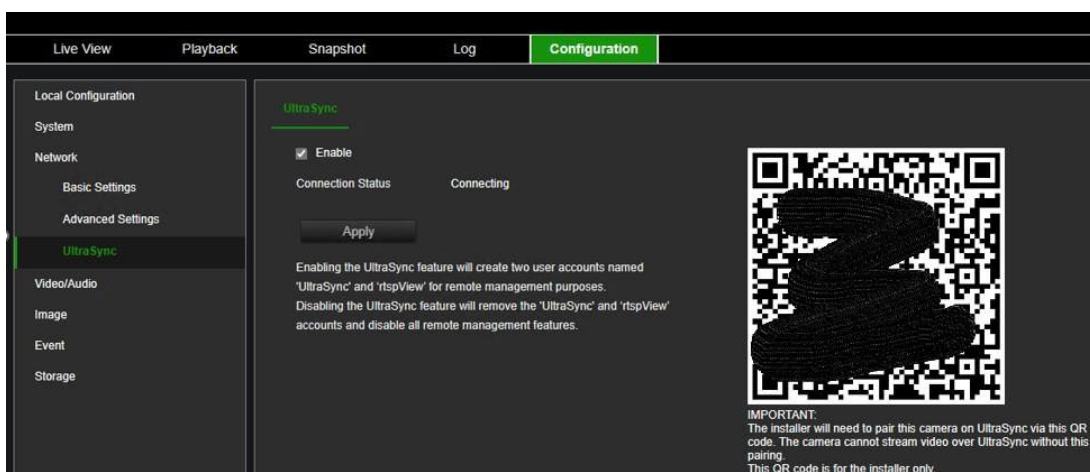 Live View Playback Snapshot Log Configuration
Local Configuration
System
Network
Basic Settings
Advanced Settings
UltraSync
Video/Audio
Image
Event
Storage
UltraSync
Enable
Connection Status Connecting
Apply
Enabling the UltraSync feature will create two user accounts named
'UltraSync' and 'rtspView' for remote management purposes.
Disabling the UltraSync feature will remove the 'UltraSync' and 'rtspView'
accounts and disable all remote management features.
IMPORTANT:
The installer will need to pair this camera on UltraSync via this QR
code. The camera cannot stream video over UltraSync without this
pairing.
This QR code is for the installer only.